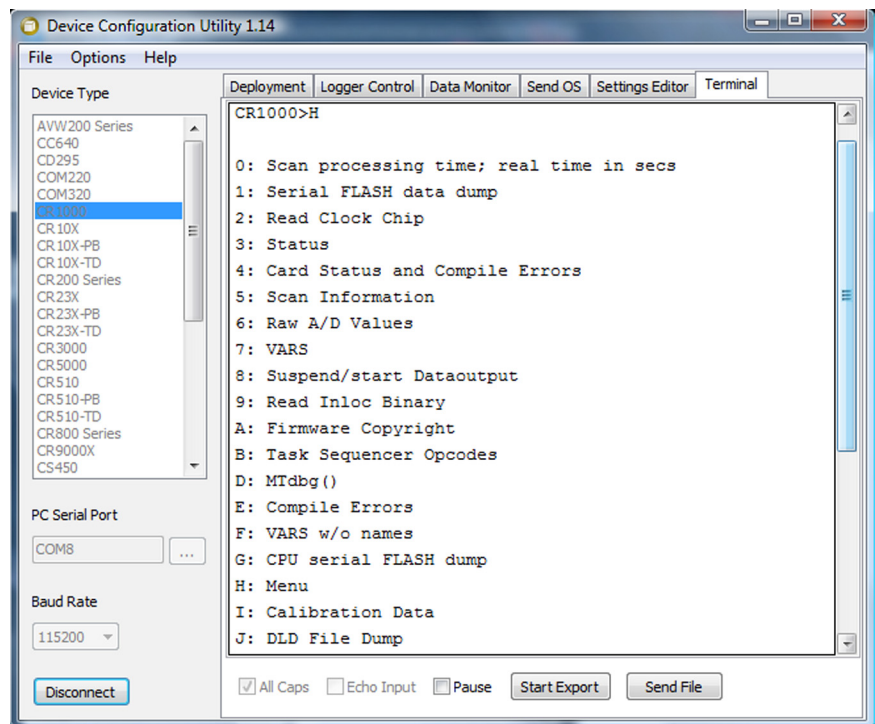 Device Configuration Utility 1.14
File Options Help
Device Type
AVW200 Series
CC640
CD295
COM220
COM320
CR1000
CR10X
CR10X-PB
CR10X-TD
CR200 Series
CR23X
CR23X-PB
CR23X-TD
CR3000
CR5000
CR510
CR510-PB
CR510-TD
CR800 Series
CR9000X
CS450
PC Serial Port
COM8
...
Baud Rate
115200
Disconnect
Deployment Logger Control Data Monitor Send OS Settings Editor Terminal
CR1000>H
0: Scan processing time; real time in secs
1: Serial FLASH data dump
2: Read Clock Chip
3: Status
4: Card Status and Compile Errors
5: Scan Information
6: Raw A/D Values
7: VARS
8: Suspend/start Dataoutput
9: Read Inloc Binary
A: Firmware Copyright
B: Task Sequencer Opcodes
D: MTdbg()
E: Compile Errors
F: VARS w/o names
G: CPU serial FLASH dump
H: Menu
I: Calibration Data
J: DLD File Dump
All Caps Echo Input Pause Start Export Send File